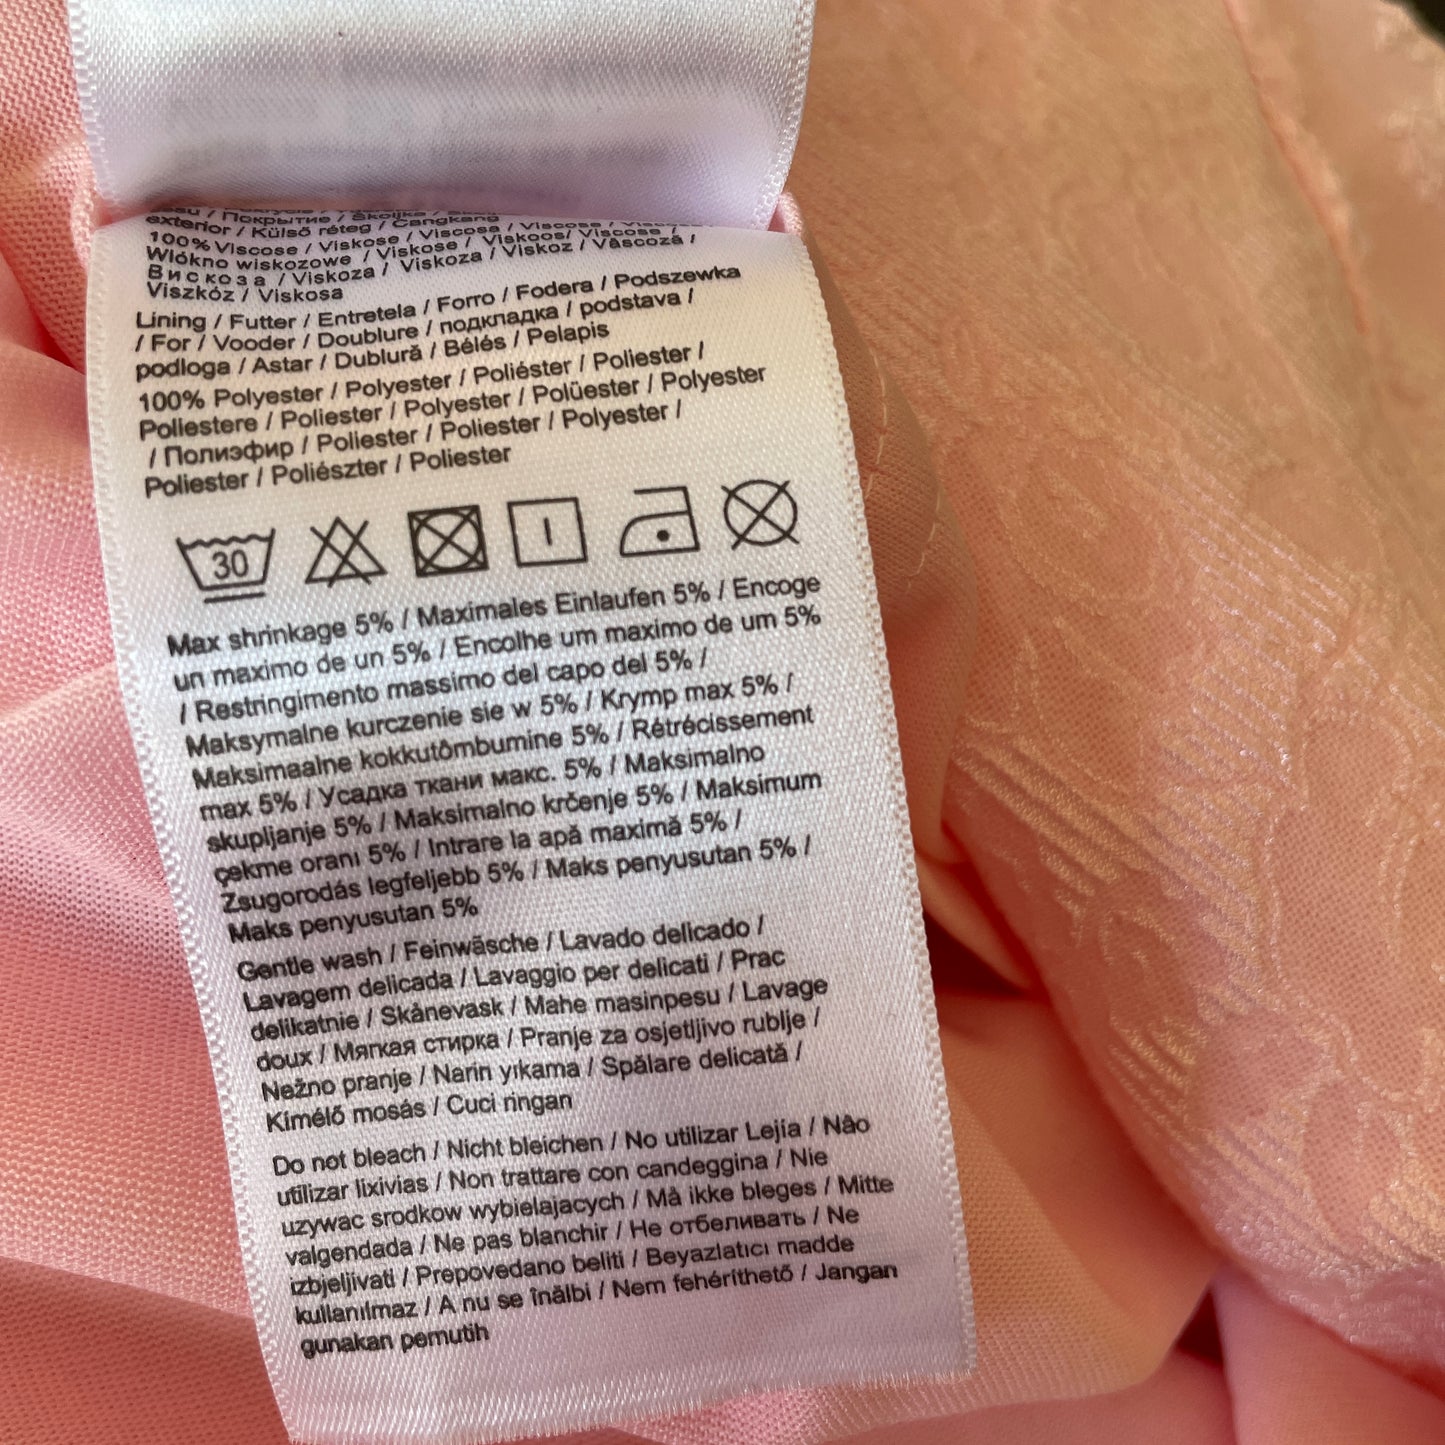 esu / Покрытие / Školjka /
exterior / Külső réteg / Cangkang
100% Viscose / Viskose / Viscosa / Viscosa / Viscose /
Włókno wiskozowe / Viskose / Viskoos / Viscose /
Вискоза / Viskoza / Viskoza / Viskoz / Vâscoză /
Viszkóz / Viskosa
Lining / Futter / Entretela / Forro / Fodera / Podszewka
/ For / Vooder / Doublure / подкладка / podstava /
podloga / Astar / Dublură / Bélés / Pelapis
100% Polyester / Polyester / Poliéster / Poliester /
Poliestere / Poliester / Polyester / Polüester / Polyester
/ Полиэфир / Poliester / Poliester / Polyester /
Poliester / Poliészter / Poliester
30
Max shrinkage 5% / Maximales Einlaufen 5% / Encoge
un maximo de un 5% / Encolhe um maximo de um 5%
/ Restringimento massimo del capo del 5% /
Maksymalne kurczenie sie w 5% / Krymp max 5% /
Maksimaalne kokkutõmbumine 5% / Rétrécissement
max 5% / Усадка ткани макс. 5% / Maksimalno
skupljanje 5% / Maksimalno krčenje 5% / Maksimum
çekme oranı 5% / Intrare la apă maximă 5% /
Zsugorodás legfeljebb 5% / Maks penyusutan 5% /
Maks penyusutan 5%
Gentle wash / Feinwäsche / Lavado delicado /
Lavagem delicada / Lavaggio per delicati / Prac
delikatnie / Skånevask / Mahe masinpesu / Lavage
doux / Мягкая стирка / Pranje za osjetljivo rublje /
Nežno pranje / Narin yıkama / Spălare delicată /
Kímélő mosás / Cuci ringan
Do not bleach / Nicht bleichen / No utilizar Lejía / Não
utilizar lixivias / Non trattare con candeggina / Nie
uzywac srodkow wybielajacych / Må ikke bleges / Mitte
valgendada / Ne pas blanchir / Не отбеливать / Ne
izbjeljivati / Prepovedano beliti / Beyazlatıcı madde
kullanılmaz / A nu se înălbi / Nem fehéríthető / Jangan
gunakan pemutih